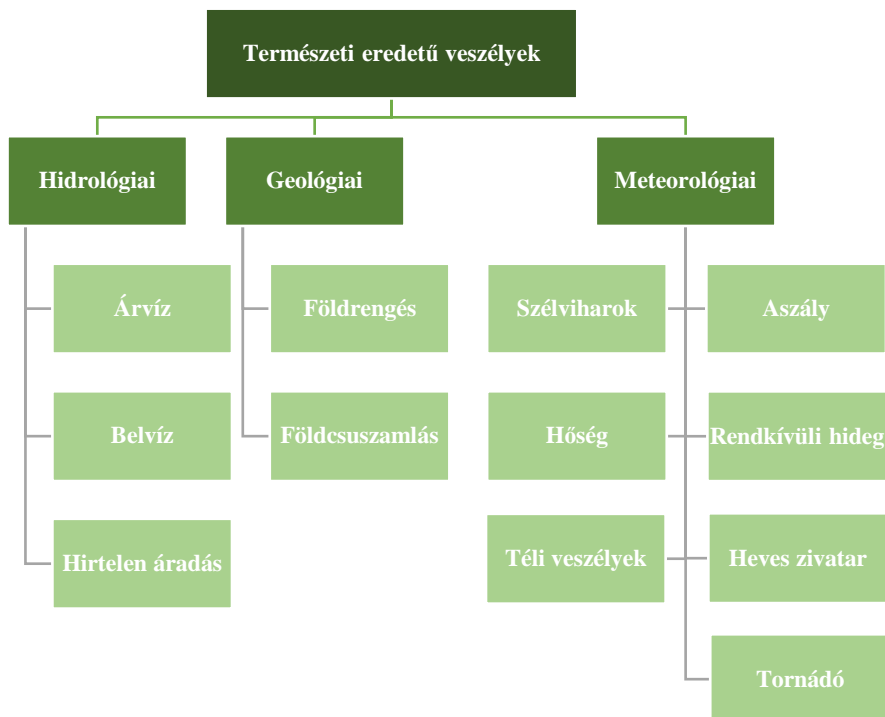 Természeti eredetű veszélyek
Hidrológiai
Geológiai
Meteorológiai
Árvíz
Földrengés
Szélviharok
Aszály
Belvíz
Földcsuszamlás
Hőség
Rendkívüli hideg
Hirtelen áradás
Téli veszélyek
Heves zivatar
Tornádó